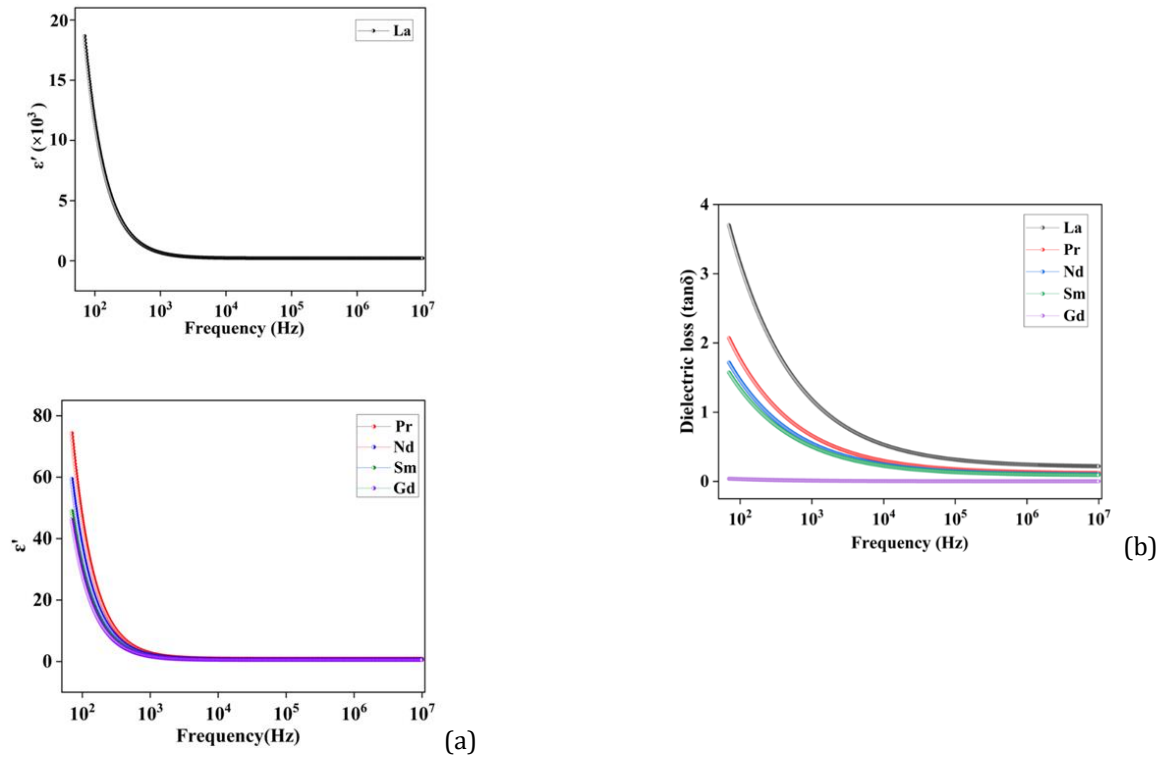 20
15
10
5
0
ε′ (×10³)
La
10² 10³ 10⁴ 10⁵ 10⁶ 10⁷
Frequency (Hz)
80
60
40
20
0
ε'
Pr
Nd
Sm
Gd
10² 10³ 10⁴ 10⁵ 10⁶ 10⁷
Frequency(Hz)
(a)
4
3
2
1
0
Dielectric loss (tanδ)
La
Pr
Nd
Sm
Gd
10² 10³ 10⁴ 10⁵ 10⁶ 10⁷
Frequency (Hz)
(b)